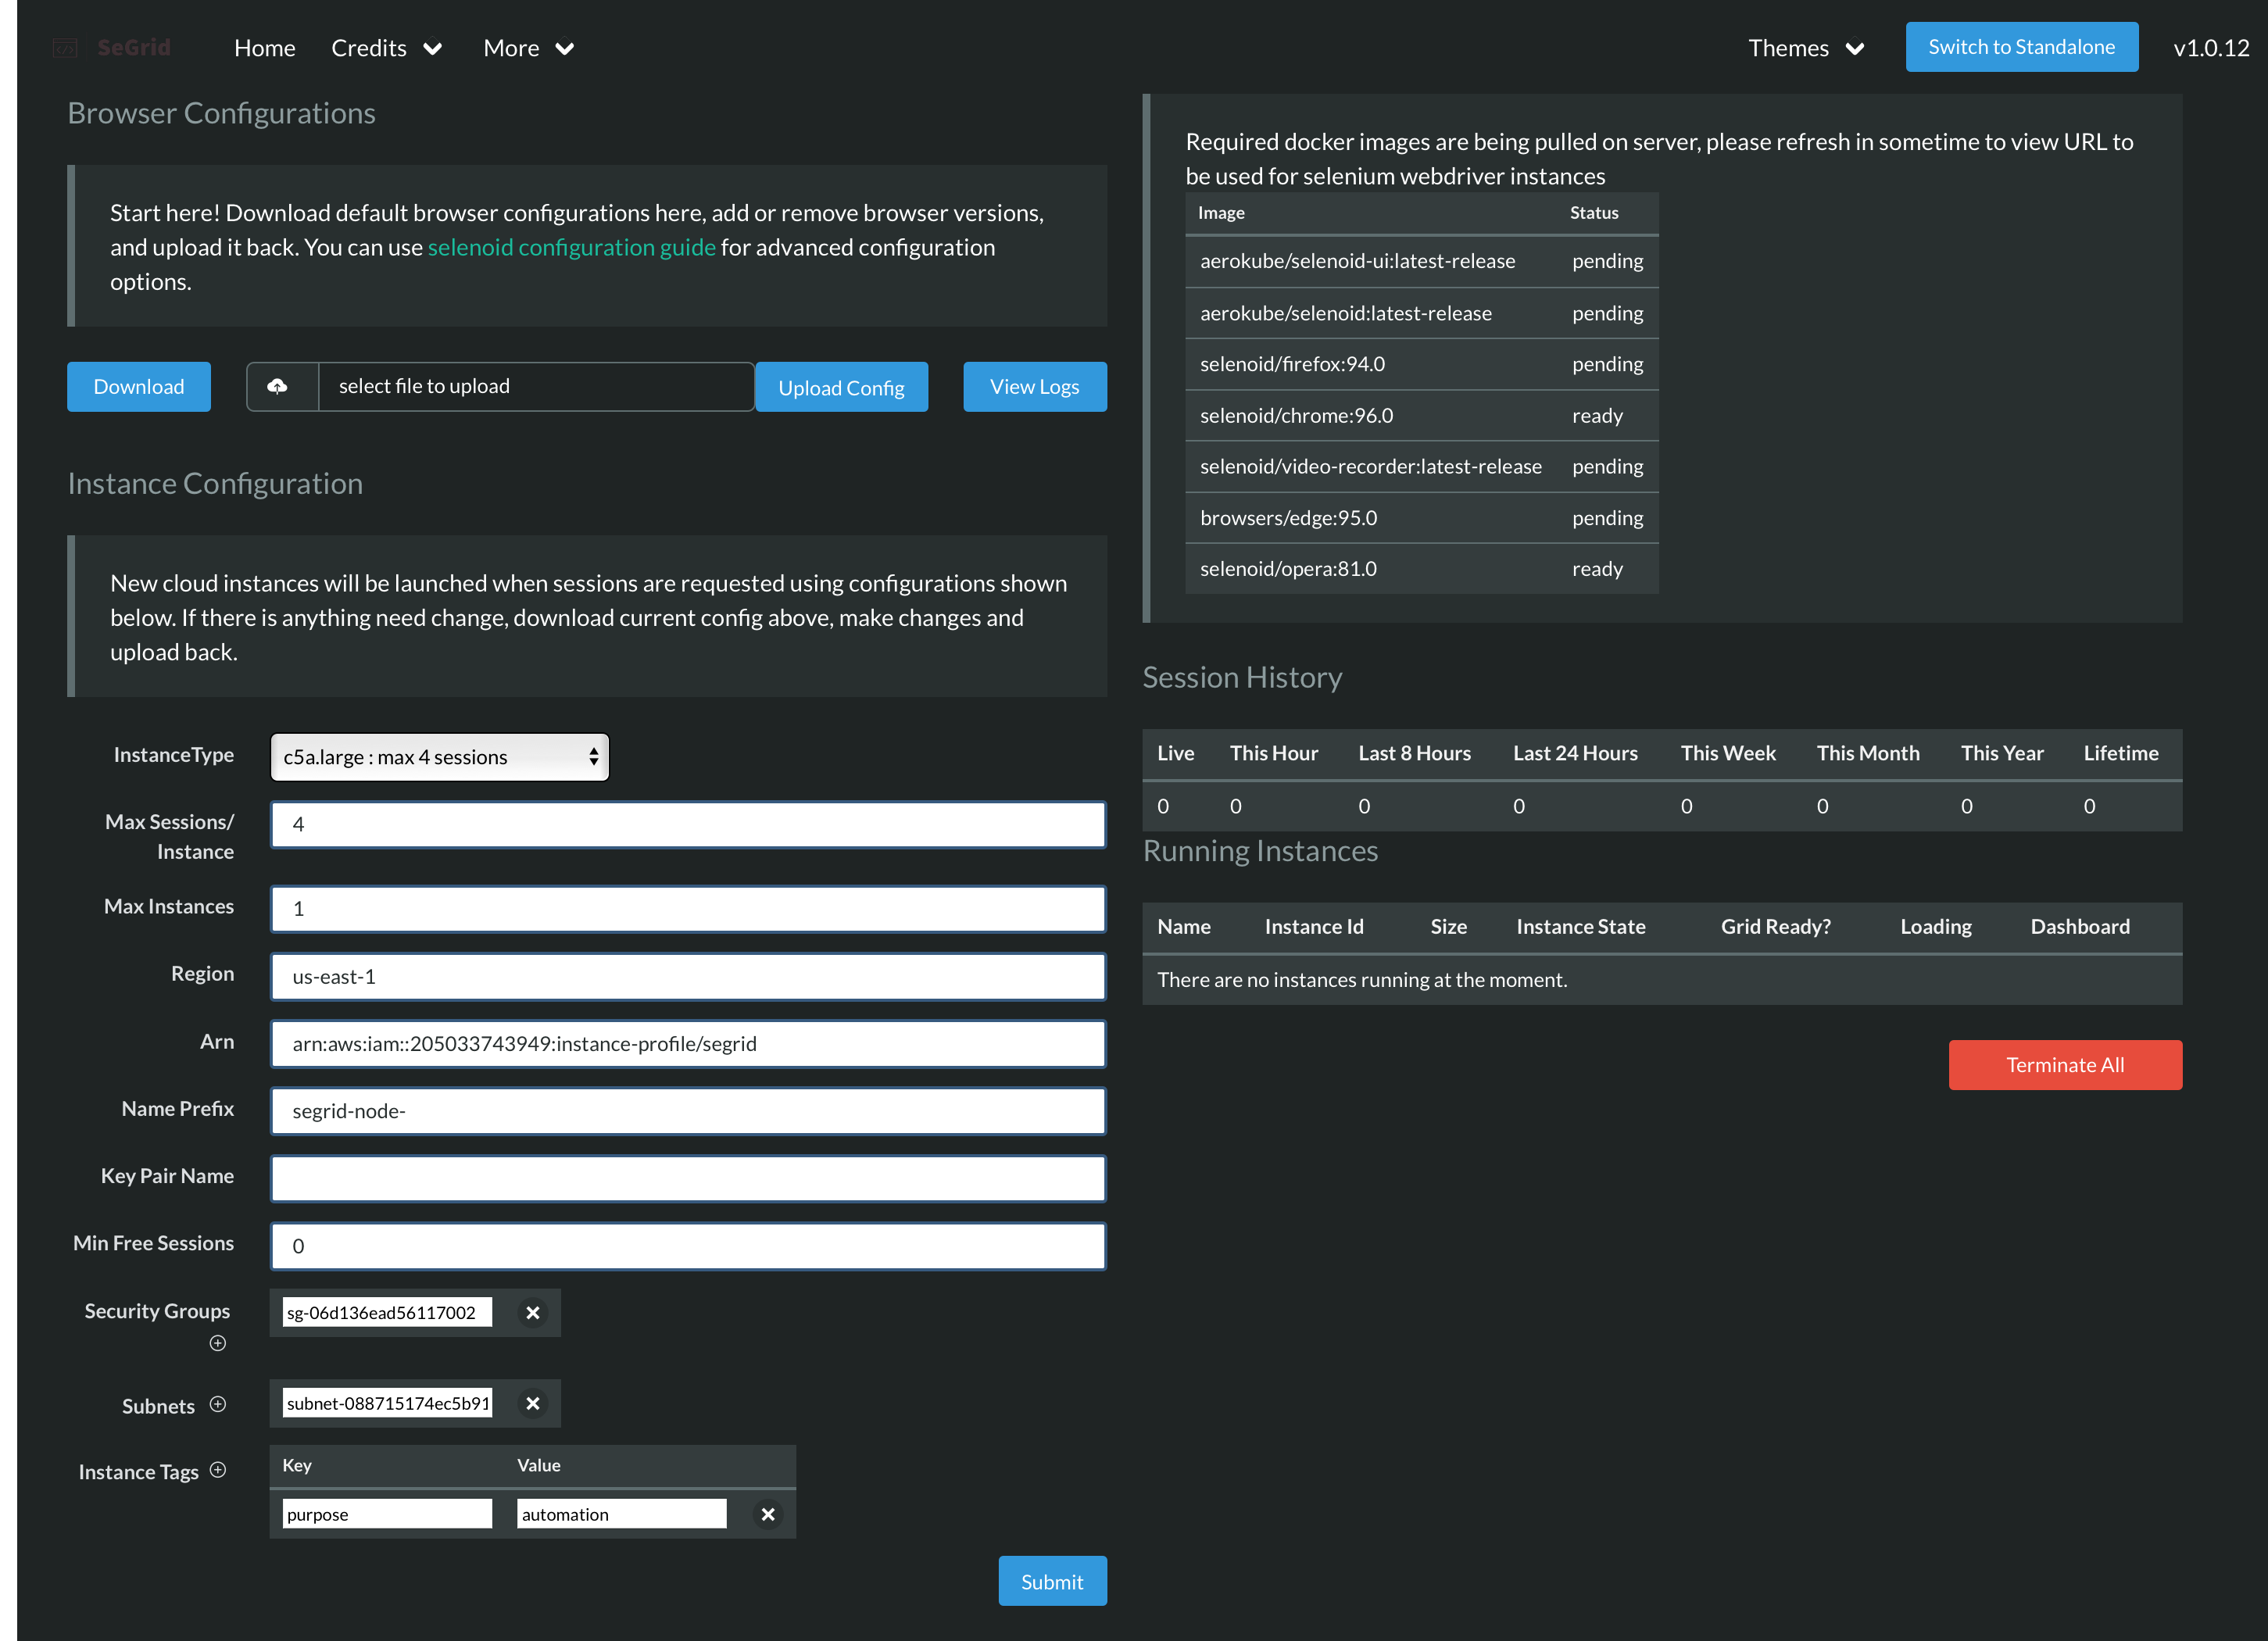 SeGrid
Home
Credits
More
Themes
Switch to Standalone
v1.0.12
Browser Configurations
Start here! Download default browser configurations here, add or remove browser versions,
and upload it back. You can use selenoid configuration guide for advanced configuration
options.
Download
select file to upload
Upload Config
View Logs
Instance Configuration
New cloud instances will be launched when sessions are requested using configurations shown
below. If there is anything need change, download current config above, make changes and
upload back.
InstanceType
c5a.large : max 4 sessions
Max Sessions/
Instance
4
Max Instances
1
Region
us-east-1
Arn
arn:aws:iam::205033743949:instance-profile/segrid
Name Prefix
segrid-node-
Key Pair Name
Min Free Sessions
0
Security Groups
sg-06d136ead56117002
Subnets
subnet-088715174ec5b91
Instance Tags
Key Value
purpose automation
Submit
Required docker images are being pulled on server, please refresh in sometime to view URL to
be used for selenium webdriver instances
Image Status
aerokube/selenoid-ui:latest-release pending
aerokube/selenoid:latest-release pending
selenoid/firefox:94.0 pending
selenoid/chrome:96.0 ready
selenoid/video-recorder:latest-release pending
browsers/edge:95.0 pending
selenoid/opera:81.0 ready
Session History
Live This Hour Last 8 Hours Last 24 Hours This Week This Month This Year Lifetime
0 0 0 0 0 0 0 0
Running Instances
Name Instance Id Size Instance State Grid Ready? Loading Dashboard
There are no instances running at the moment.
Terminate All